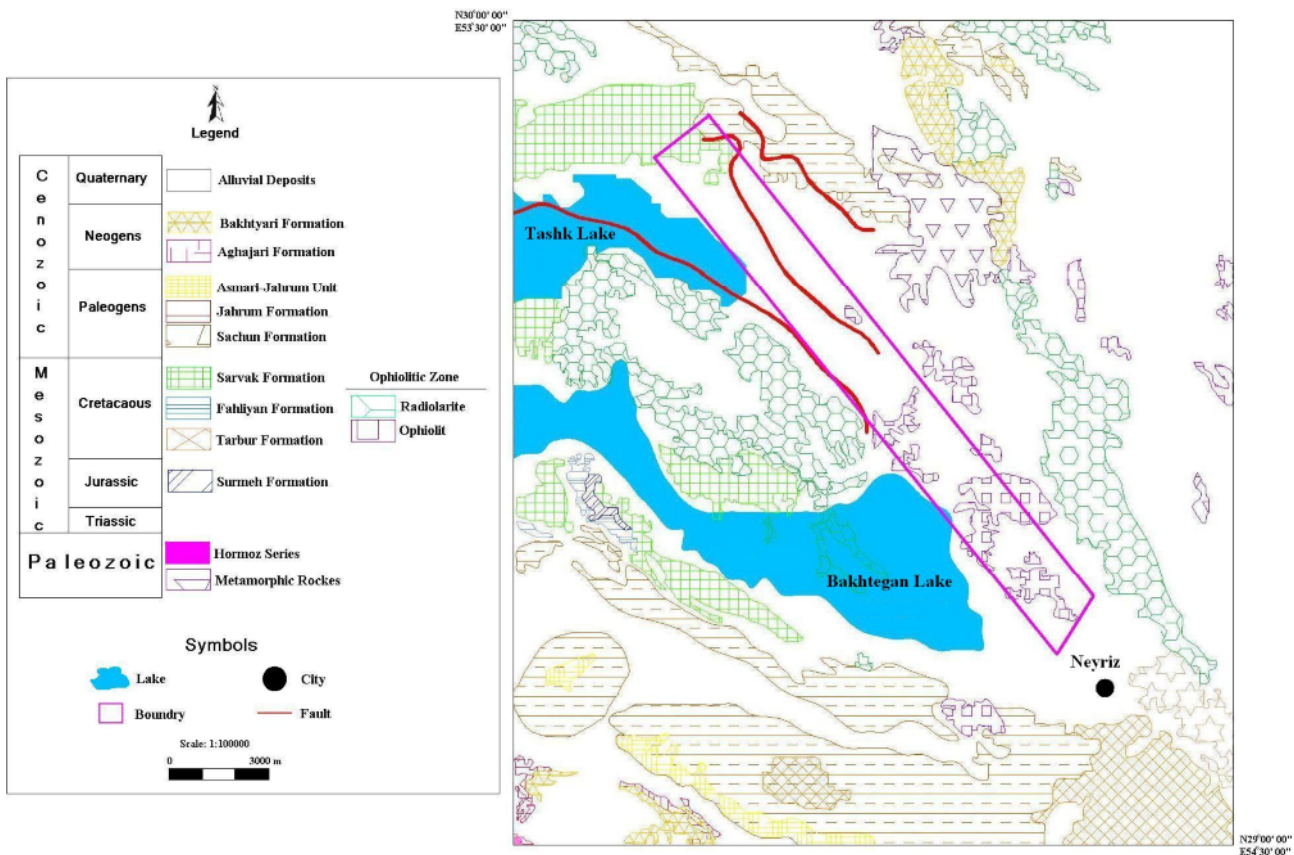 N30°00'00"
E53°30'00"
Legend
Cenozoic
Quaternary
Alluvial Deposits
Neogens
Bakhtyari Formation
Aghajari Formation
Paleogens
Asmari-Jahrum Unit
Jahrum Formation
Sachun Formation
Mesozoic
Cretacaous
Sarvak Formation
Fahliyan Formation
Tarbur Formation
Ophiolitic Zone
Radiolarite
Ophiolit
Jurassic
Surmeh Formation
Triassic
Paleozoic
Hormoz Series
Metamorphic Rockes
Symbols
Lake
City
Boundry
Fault
Scale: 1:100000
0 3000 m
Tashk Lake
Bakhtegan Lake
Neyriz
N29°00'00"
E54°30'00"